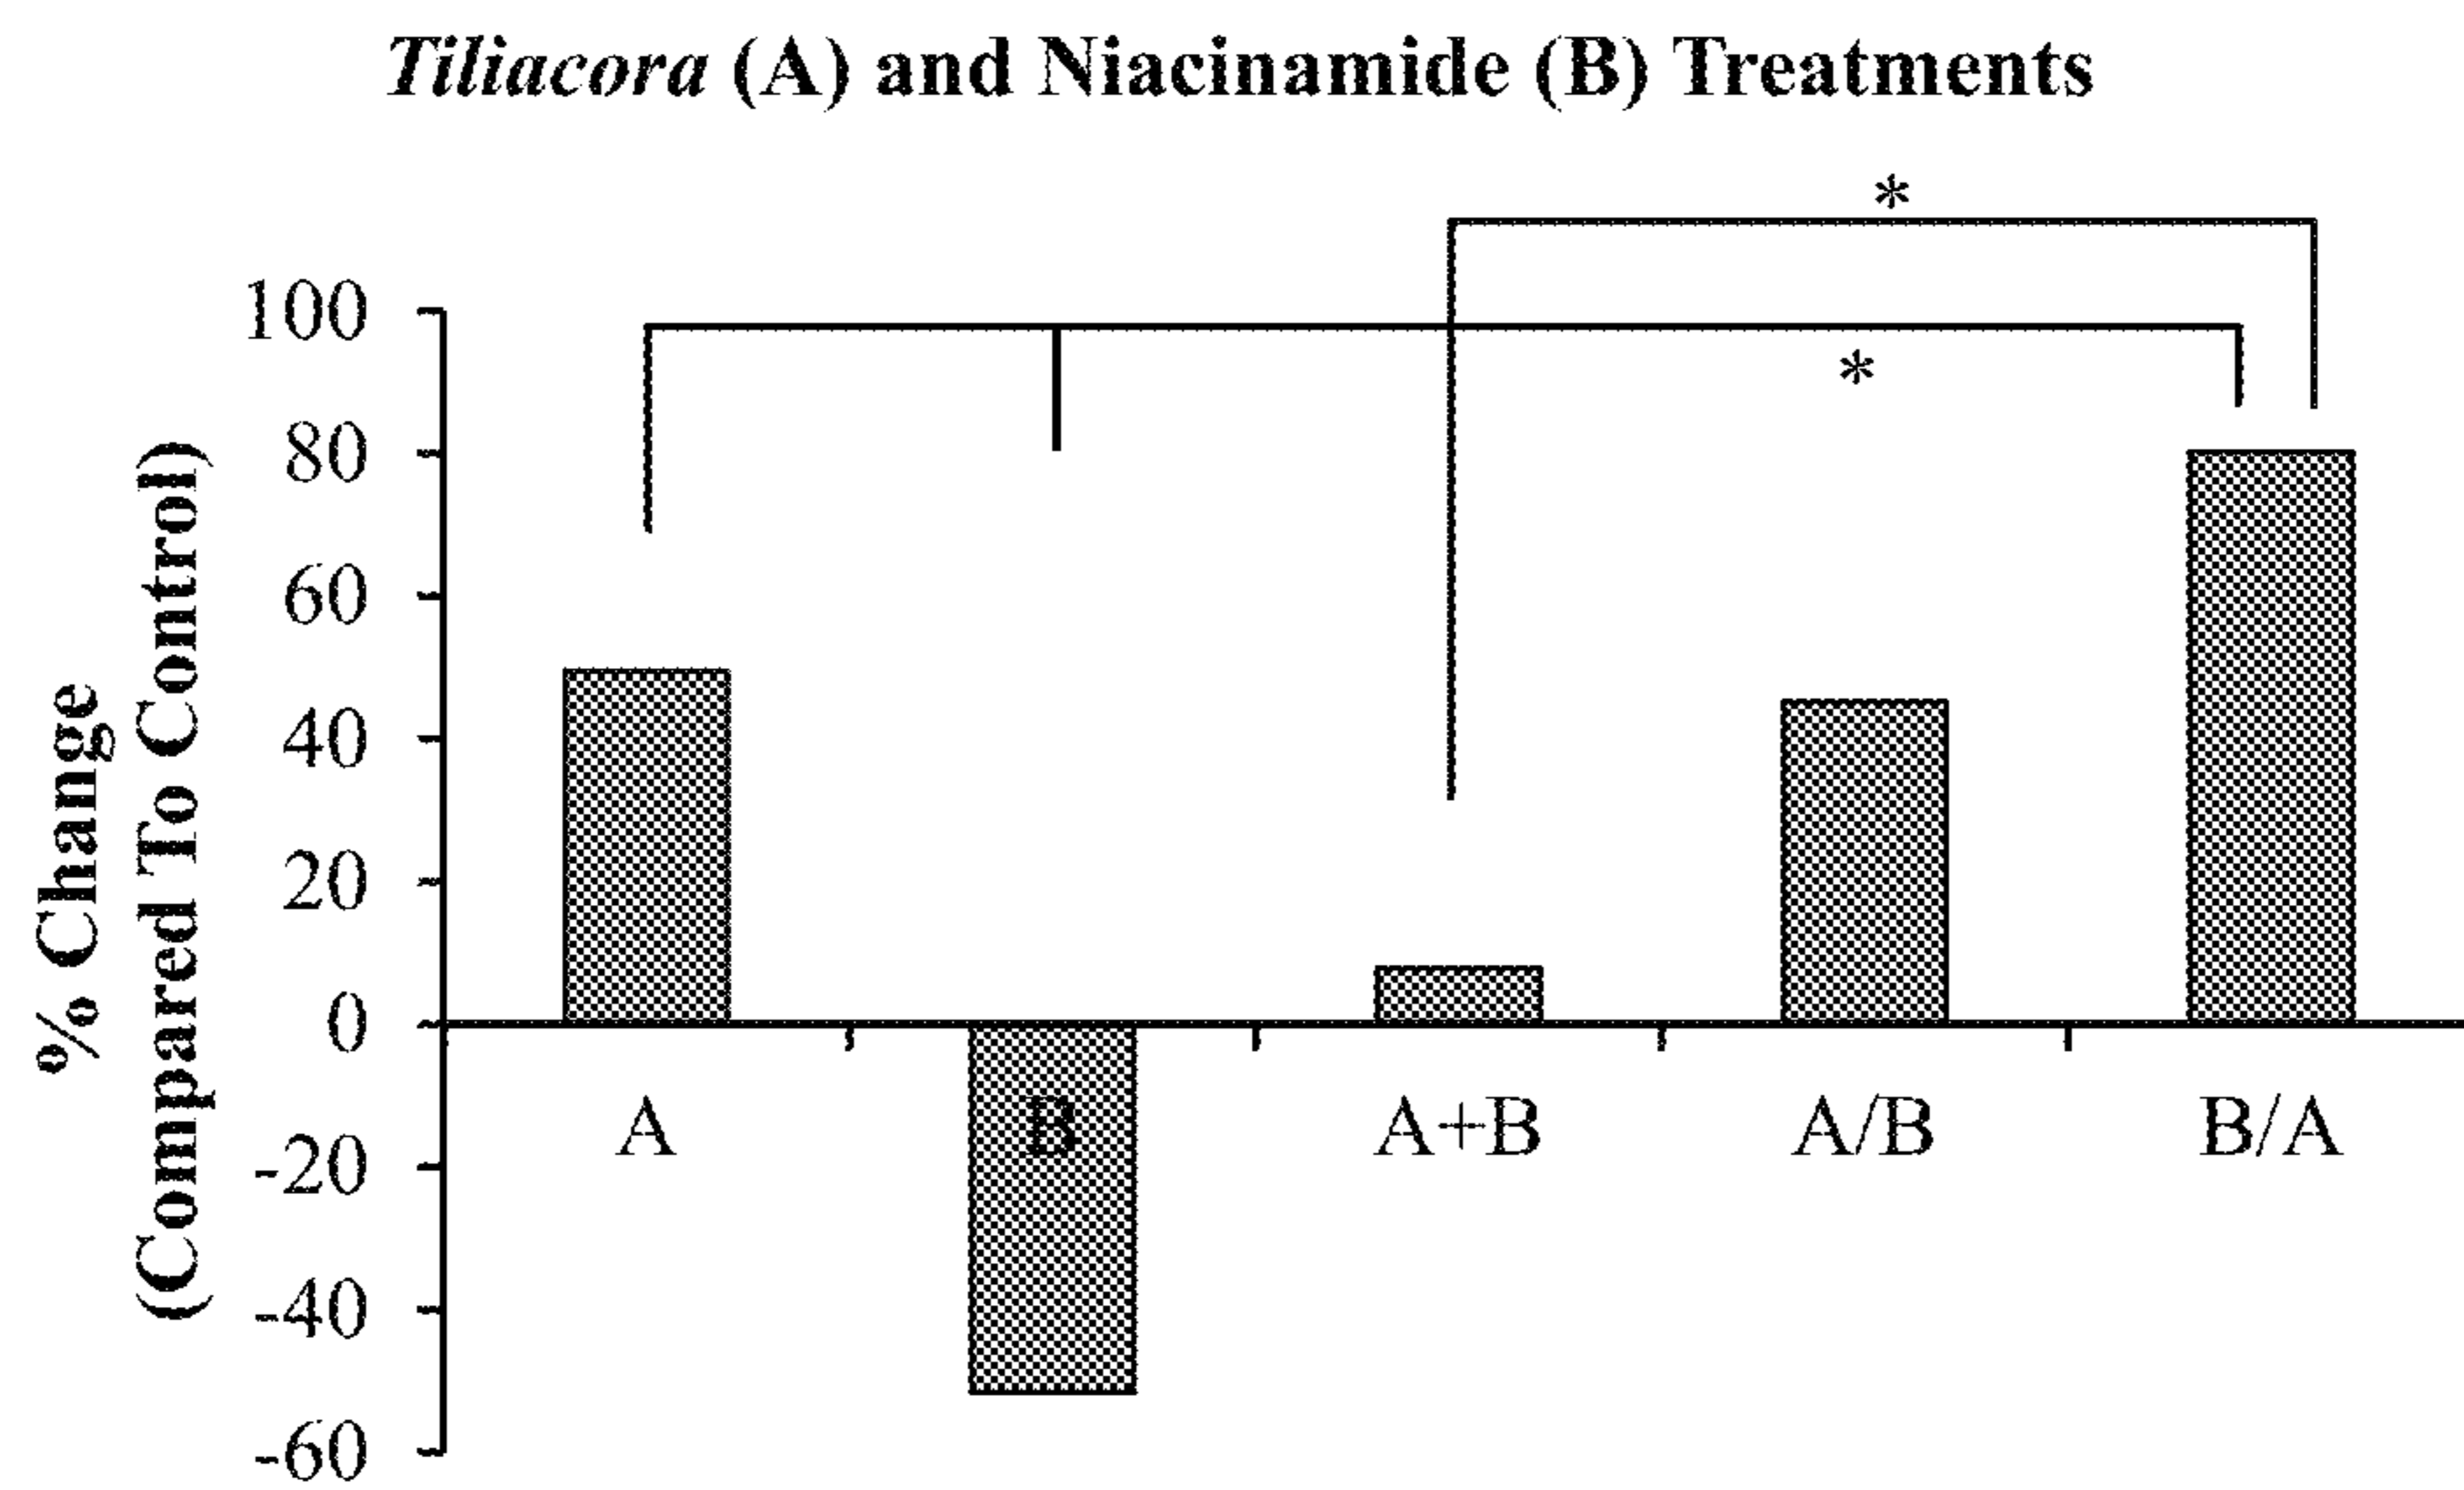 Tiliacora (A) and Niacinamide (B) Treatments
*
100
*
80
60
40
20
0
-20
-40
-60
% Change
(Compared To Control)
A B A+B A/B B/A